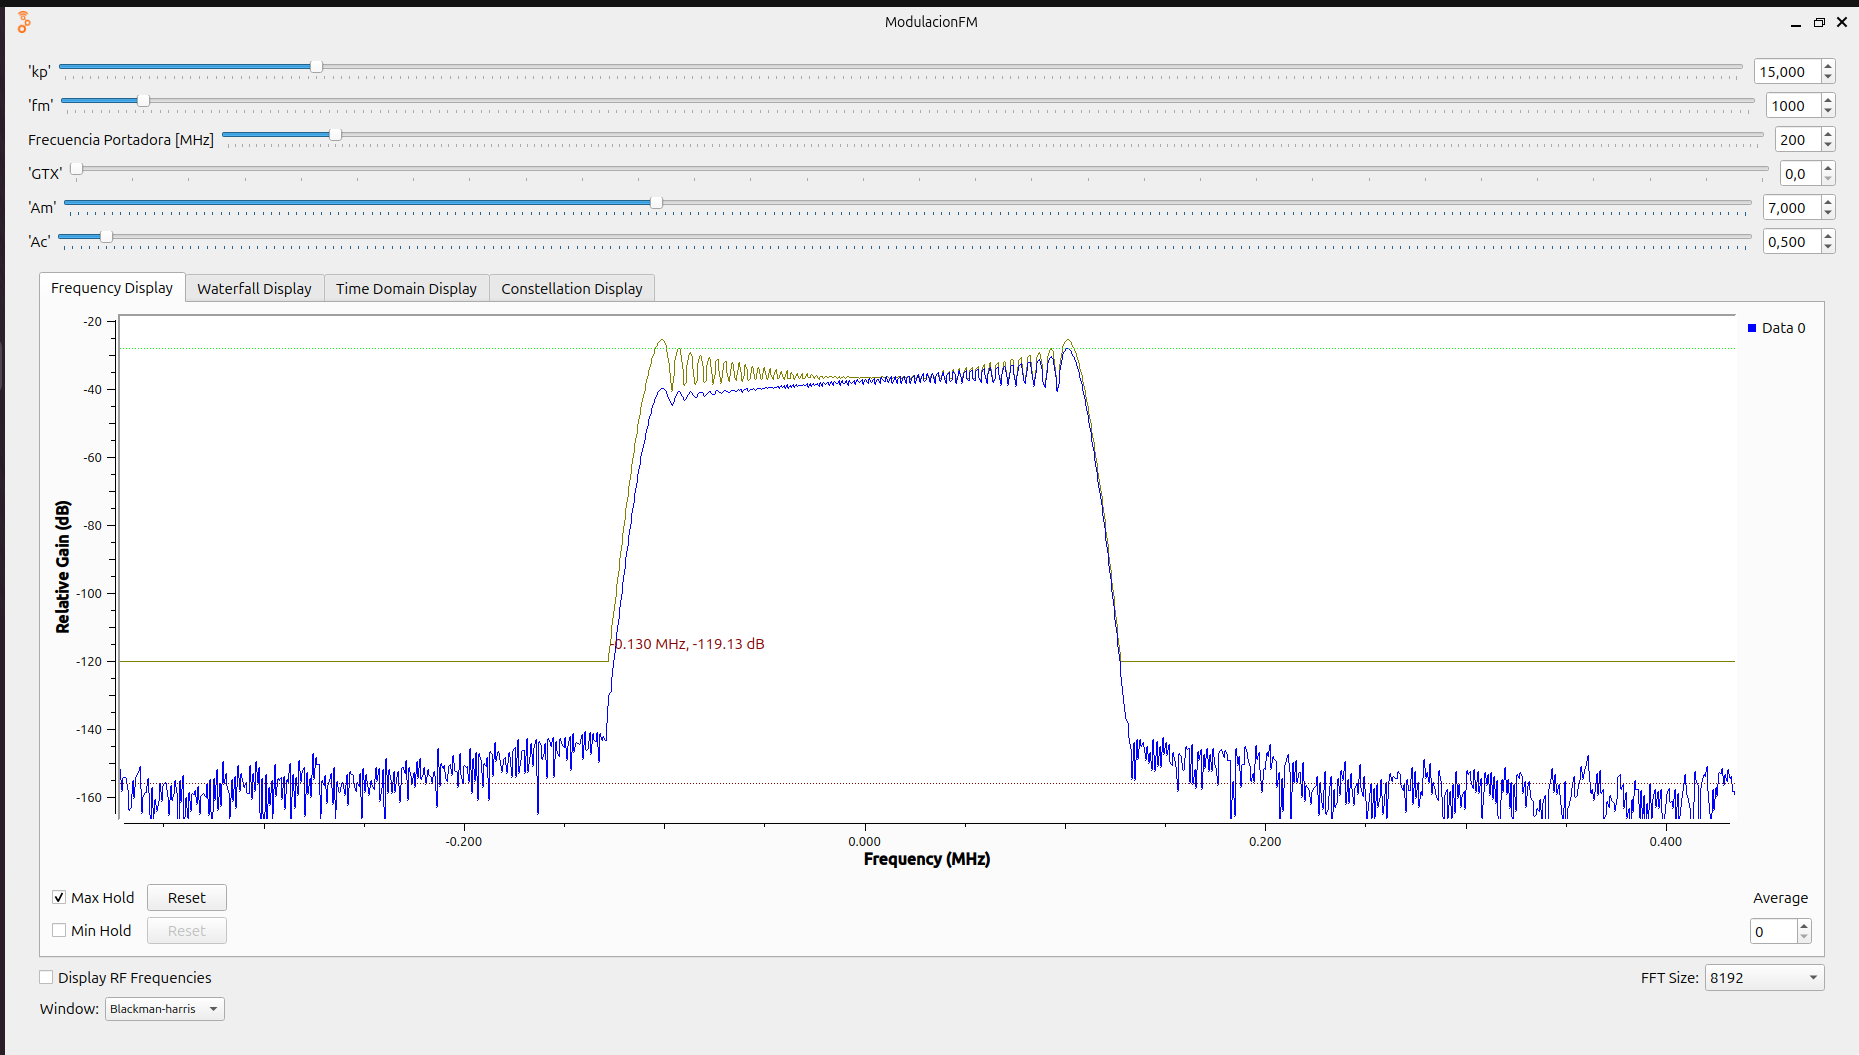 ModulacionFM
'kp' 15,000
'fm' 1000
Frecuencia Portadora [MHz] 200
'GTX' 0,0
'Am' 7,000
'Ac' 0,500
Frequency Display Waterfall Display Time Domain Display Constellation Display
Data 0
-20
-40
-60
-80
-100
-120
-140
-160
Relative Gain (dB)
-0.130 MHz, -119.13 dB
-0.200 0.000 0.200 0.400
Frequency (MHz)
Max Hold Reset
Min Hold Reset
Average
0
Display RF Frequencies
FFT Size: 8192
Window: Blackman-harris